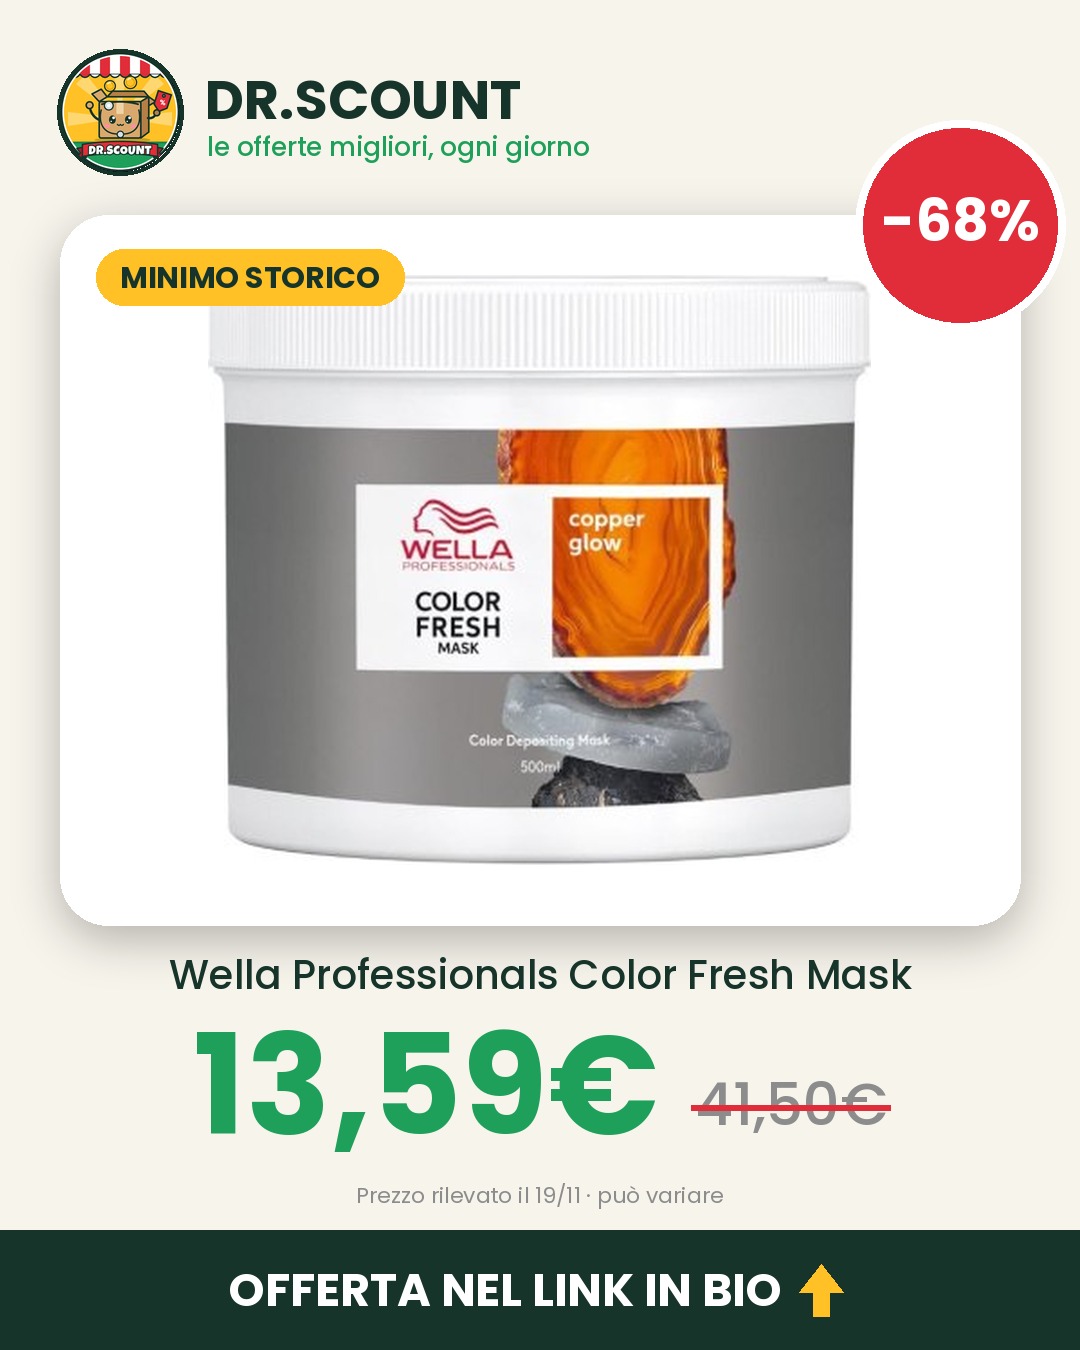 DR.SCOUNT
DR.SCOUNT
le offerte migliori, ogni giorno
-68%
MINIMO STORICO
WELLA
PROFESSIONALS
COLOR
FRESH
MASK
copper
glow
Color Depositing Mask
500ml
Wella Professionals Color Fresh Mask
13,59€ 41,50€
Prezzo rilevato il 19/11 · può variare
OFFERTA NEL LINK IN BIO